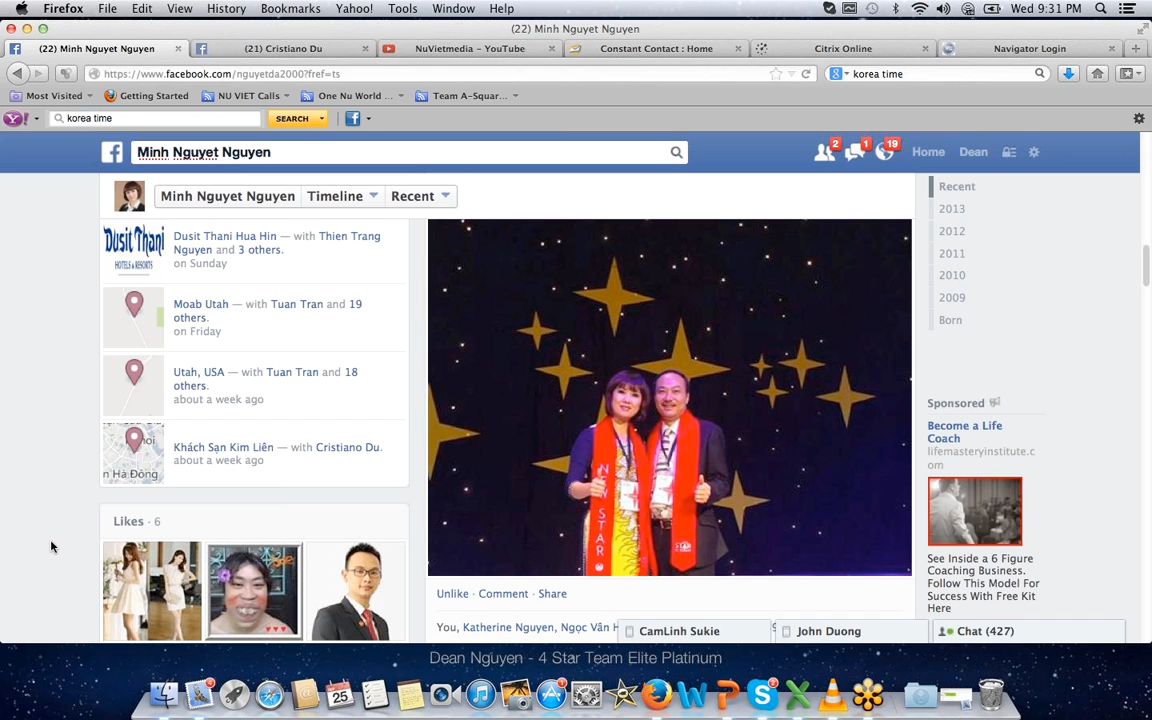 Firefox File Edit View History Bookmarks Yahoo! Tools Window Help Wed 9:31 PM
(22) Minh Nguyet Nguyen
(22) Minh Nguyet Nguyen (21) Cristiano Du NuVietmedia – YouTube Constant Contact : Home Citrix Online Navigator Login
https://www.facebook.com/nguyetda2000?fref=ts korea time
Most Visited Getting Started NU VIET Calls One Nu World ... Team A-Squar...
Y! korea time SEARCH
Minh Nguyet Nguyen 2 1 19 Home Dean
Minh Nguyet Nguyen Timeline Recent
Dusit Thani
HOTELS & RESORTS
Dusit Thani Hua Hin — with Thien Trang
Nguyen and 3 others.
on Sunday
Moab Utah — with Tuan Tran and 19
others.
on Friday
Utah, USA — with Tuan Tran and 18
others.
about a week ago
Khách Sạn Kim Liên — with Cristiano Du.
about a week ago
n Hà Đông
Likes · 6
NEW STAR
STAR
Unlike · Comment · Share
You, Katherine Nguyen, Ngọc Vân H
Recent
2013
2012
2011
2010
2009
Born
Sponsored
Become a Life
Coach
lifemasteryinstitute.c
om
See Inside a 6 Figure
Coaching Business.
Follow This Model For
Success With Free Kit
Here
CamLinh Sukie John Duong Chat (427)
Dean Nguyen - 4 Star Team Elite Platinum
25